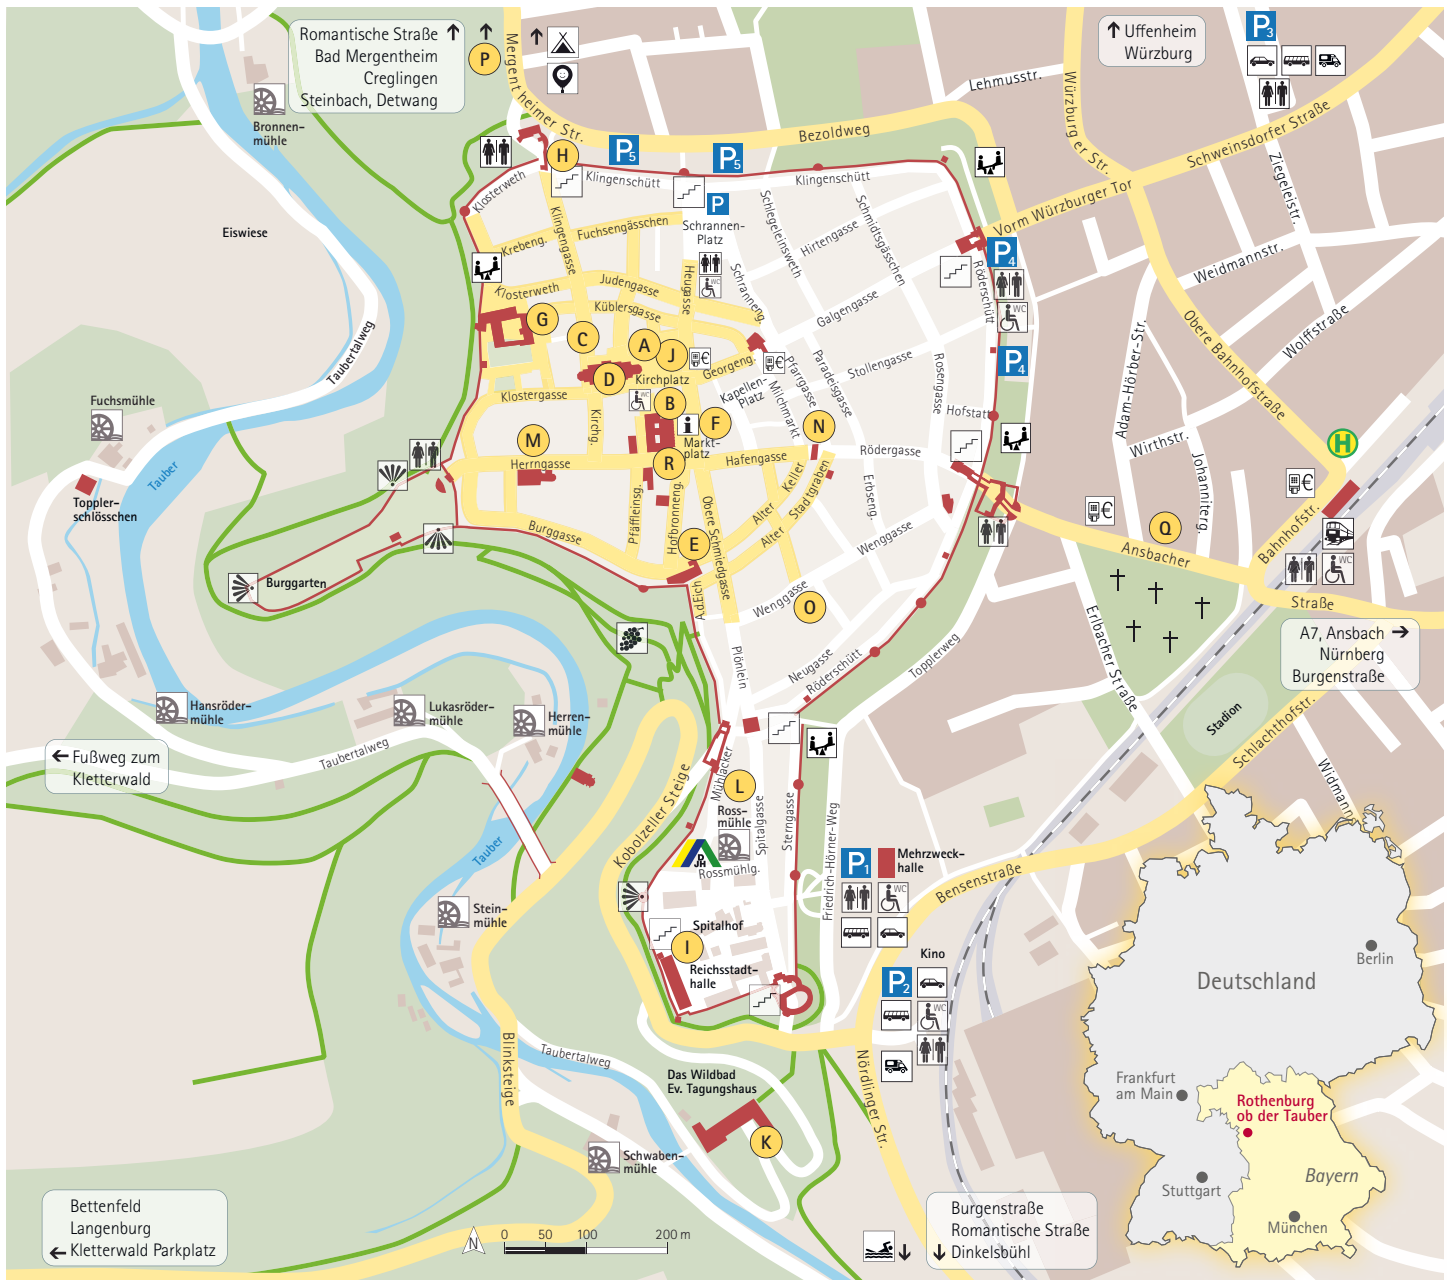 Romantische Straße
Bad Mergentheim
Creglingen
Steinbach, Detwang
P
Mergentheimer Str.
Uffenheim
Würzburg
P3
Lehmusstr.
Würzburger Str.
Schweinsdorfer Straße
Ziegeleistr.
Bronnen-
mühle
Bezoldweg
H
P5
P5
Klosterweth
Klingenschütt
Klingenschütt
P
Vorm Würzburger Tor
Eiswiese
Klingengasse
Krebeng.
Fuchsengässchen
Schrannen-
Platz
Schlegeleinsweth
Hirtengasse
Schmidtsgässchen
P4
WC
Weidmannstr.
Röderschütt
Klosterweth
Judengasse
Heugasse
WC
Schranneng.
Küblersgasse
Galgengasse
Obere Bahnhofstraße
Wolffstraße
Taubertalweg
G
C
A
J
€
€
Georgeng.
D
Kirchplatz
Kapellen-
Platz
Pfarrgasse
Paradeisgasse
Stollengasse
Rosengasse
P4
Adam-Hörber-Str.
Fuchsmühle
Klostergasse
WC
B
Milchmarkt
Hofstatt
Kirchg.
F
N
M
Markt-
platz
Wirthstr.
H
Herrngasse
R
Hafengasse
Rödergasse
Johanniterg.
€
Tauber
Toppler-
schlösschen
Pfäffleinsg.
Hofbronneng.
Obere Schmiedgasse
Alter
Keller
Alter
Stadtgraben
Erbseng.
Wenggasse
€
Q
Ansbacher
Bahnhofstr.
WC
Straße
Burggasse
E
Burggarten
A.d.Eich
Wenggasse
O
Erlbacher Straße
A7, Ansbach
Nürnberg
Burgenstraße
Plönlein
Neugasse
Röderschütt
Topplerweg
Stadion
Schlachthofstr.
Hansröder-
mühle
Lukasröder-
mühle
Herren-
mühle
Fußweg zum
Kletterwald
Taubertalweg
Widmann
Mühlacker
L
Ross-
mühle
Spitalgasse
Sterngasse
Kobolzeller Steige
DJH
Rossmühlg.
Friedrich-Hörner-Weg
P1
Mehrzweck-
halle
WC
Bensenstraße
Tauber
Stein-
mühle
Spitalhof
I
Reichsstadt-
halle
Kino
P2
WC
Deutschland
Berlin
Blinksteige
Taubertalweg
Nördlinger Str.
Das Wildbad
Ev. Tagungshaus
K
Frankfurt
am Main
Rothenburg
ob der Tauber
Schwaben-
mühle
Stuttgart
Bayern
München
Bettenfeld
Langenburg
Kletterwald Parkplatz
N
0 50 100 200 m
Burgenstraße
Romantische Straße
Dinkelsbühl